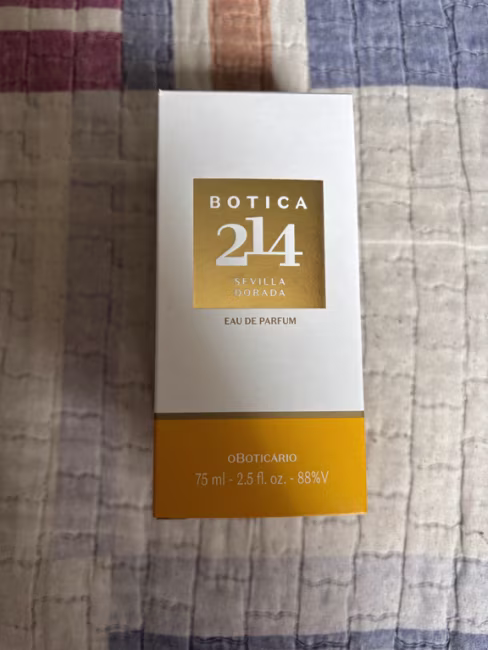 BOTICA
214
SEVILLA
DORADA
EAU DE PARFUM
oBOTICÁRIO
75 ml - 2.5 fl. oz. - 88%V